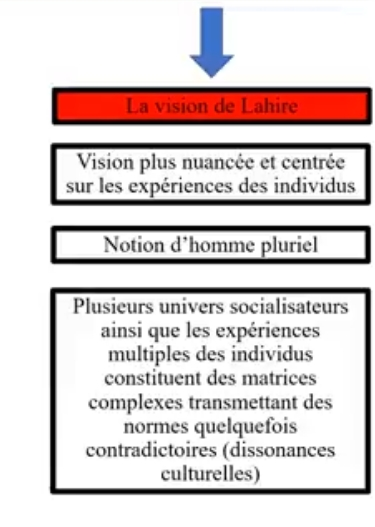 La vision de Lahire
Vision plus nuancée et centrée
sur les expériences des individus
Notion d'homme pluriel
Plusieurs univers socialisateurs
ainsi que les expériences
multiples des individus
constituent des matrices
complexes transmettant des
normes quelquefois
contradictoires (dissonances
culturelles)